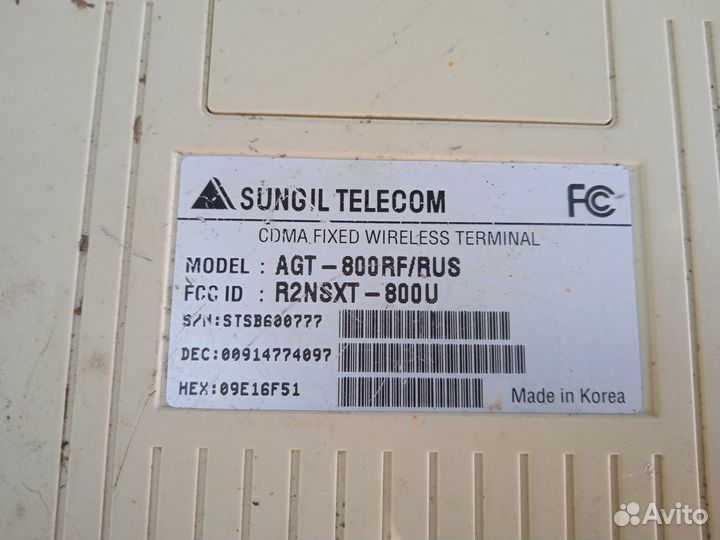 SUNGIL TELECOM FC
CDMA FIXED WIRELESS TERMINAL
MODEL : AGT-800RF/RUS
FCC ID : R2NSXT-800U
S/N:STSB600777
DEC:00914774097
HEX:09E16F51
Made in Korea
Avito